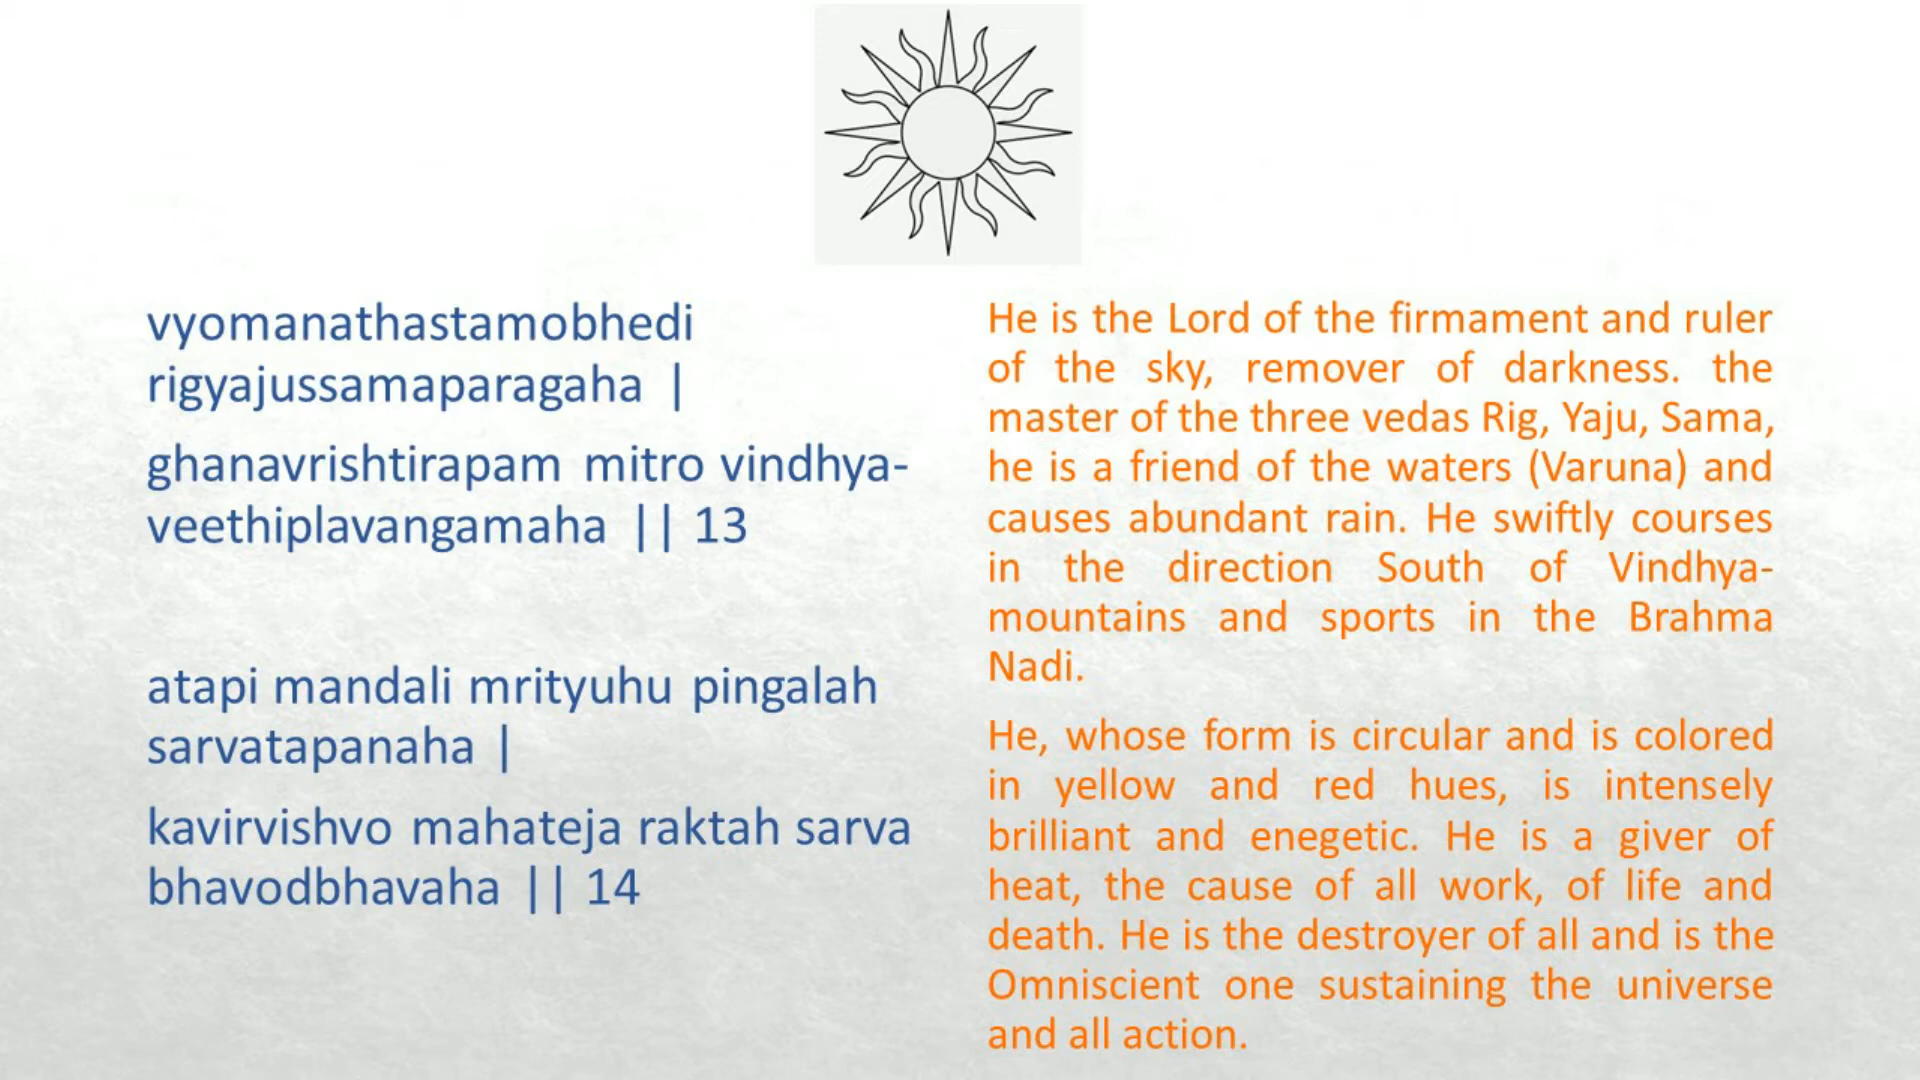 vyomanathastamobhedi
rigyajussamaparagaha |
ghanavrishtirapam mitro vindhya-
veethiplavangamaha || 13
atapi mandali mrityuhu pingalah
sarvatapanaha |
kavirvishvo mahateja raktah sarva
bhavodbhavaha || 14
He is the Lord of the firmament and ruler
of the sky, remover of darkness. the
master of the three vedas Rig, Yaju, Sama,
he is a friend of the waters (Varuna) and
causes abundant rain. He swiftly courses
in the direction South of Vindhya-
mountains and sports in the Brahma
Nadi.
He, whose form is circular and is colored
in yellow and red hues, is intensely
brilliant and enegetic. He is a giver of
heat, the cause of all work, of life and
death. He is the destroyer of all and is the
Omniscient one sustaining the universe
and all action.